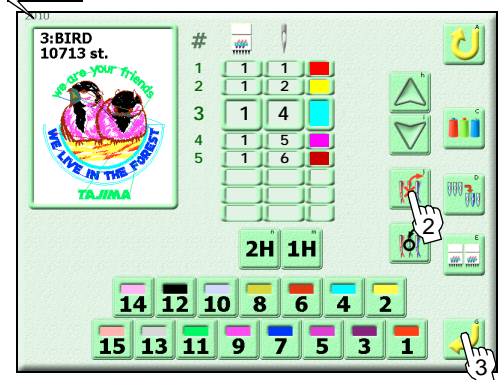 2010
3:BIRD
10713 st.
we are your friends
WE LIVE IN THE FOREST
TAJIMA
#
1 1 1
2 1 2
3 1 4
4 1 5
5 1 6
A
h
i
C
j
D
2
n
m
2H 1H
E
14 12 10 8 6 4 2
15 13 11 9 7 5 3 1
G
3